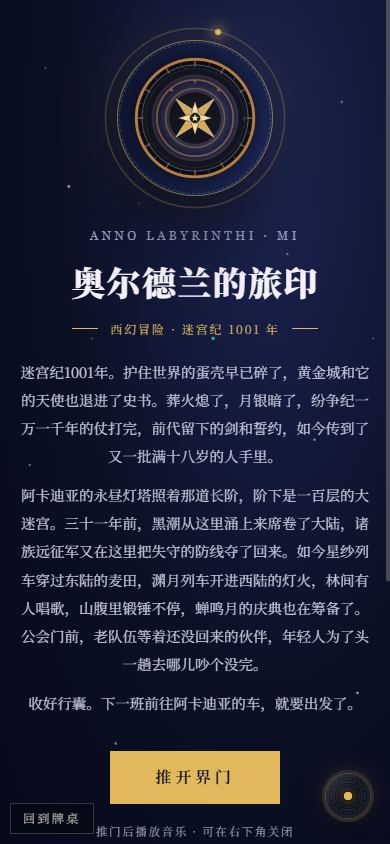 ANNO LABYRINTHI · MI
奥尔德兰的旅印
西幻冒险 · 迷宫纪 1001 年
迷宫纪1001年。护住世界的蛋壳早已碎了，黄金城和它
的天使也退进了史书。葬火熄了，月银暗了，纷争纪一
万一千年的仗打完，前代留下的剑和誓约，如今传到了
又一批满十八岁的人手里。
阿卡迪亚的永昼灯塔照着那道长阶，阶下是一百层的大
迷宫。三十一年前，黑潮从这里涌上来席卷了大陆，诸
族远征军又在这里把失守的防线夺了回来。如今星纱列
车穿过东陆的麦田，渊月列车开进西陆的灯火，林间有
人唱歌，山腹里锻锤不停，蝉鸣月的庆典也在筹备了。
公会门前，老队伍等着还没回来的伙伴，年轻人为了头
一趟去哪儿吵个没完。
收好行囊。下一班前往阿卡迪亚的车，就要出发了。
推开界门
回到牌桌
推门后播放音乐 · 可在右下角关闭